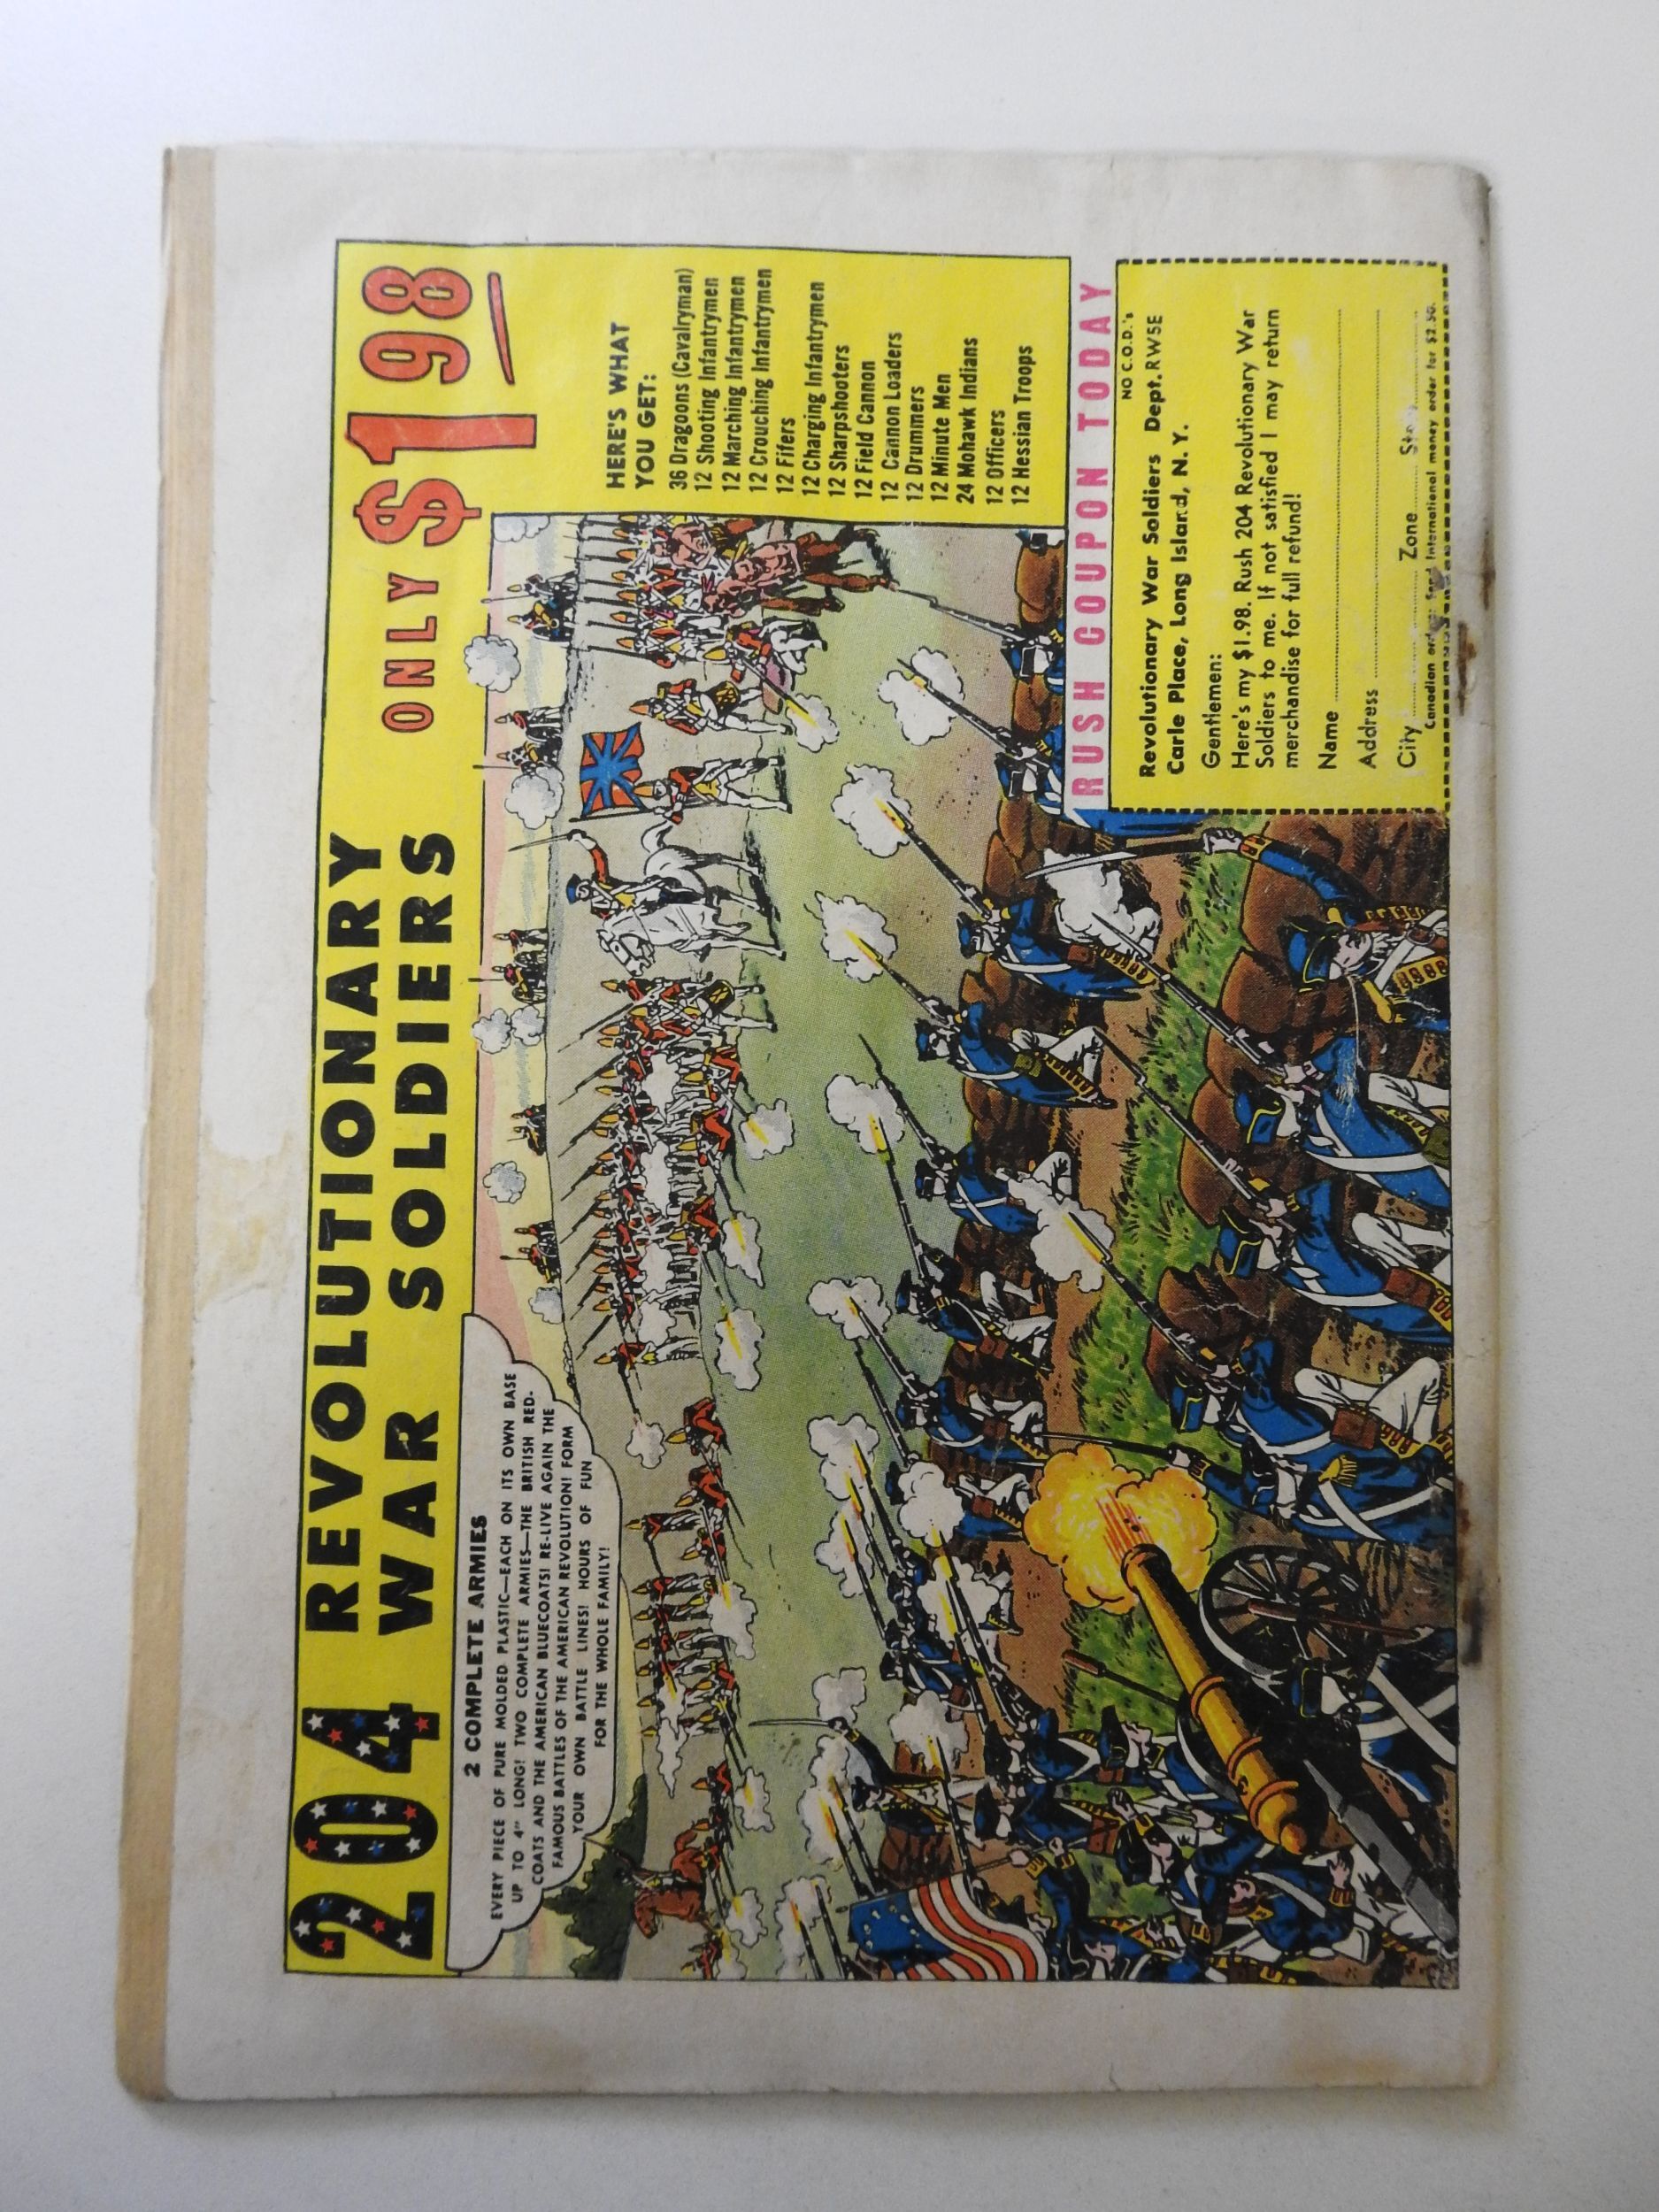 204 REVOLUTIONARY
WAR SOLDIERS
ONLY $1 98
2 COMPLETE ARMIES
EVERY PIECE OF PURE MOLDED PLASTIC—EACH ON ITS OWN BASE
UP TO 4" LONG! TWO COMPLETE ARMIES—THE BRITISH RED-
COATS AND THE AMERICAN BLUECOATS! RE-LIVE AGAIN THE
FAMOUS BATTLES OF THE AMERICAN REVOLUTION! FORM
YOUR OWN BATTLE LINES! HOURS OF FUN
FOR THE WHOLE FAMILY!
HERE'S WHAT
YOU GET:
36 Dragoons (Cavalryman)
12 Shooting Infantrymen
12 Marching Infantrymen
12 Crouching Infantrymen
12 Fifers
12 Charging Infantrymen
12 Sharpshooters
12 Field Cannon
12 Cannon Loaders
12 Drummers
12 Minute Men
24 Mohawk Indians
12 Officers
12 Hessian Troops
RUSH COUPON TODAY
NO C.O.D.'s
Revolutionary War Soldiers Dept. RW5E
Carle Place, Long Island, N. Y.
Gentlemen:
Here's my $1.98. Rush 204 Revolutionary War
Soldiers to me. If not satisfied I may return
merchandise for full refund!
Name
Address
City Zone
Canadian International money order for $2.50.